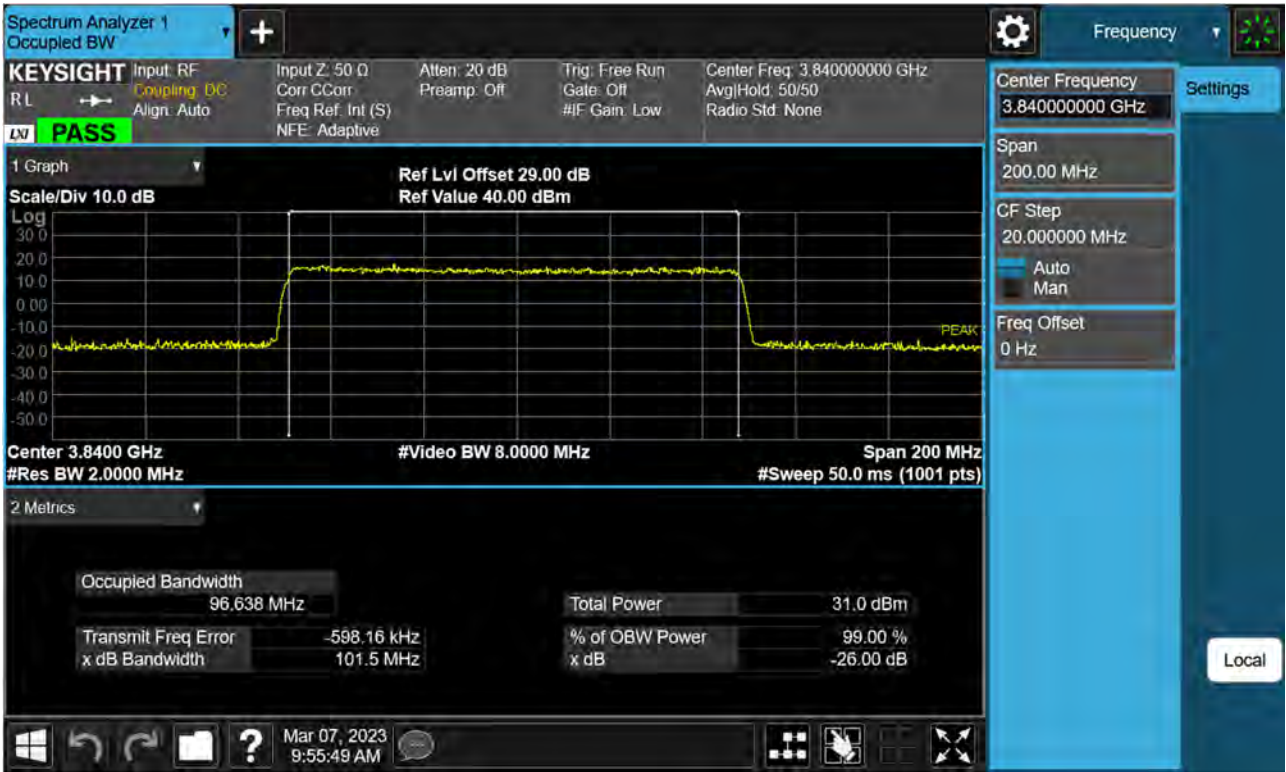 Spectrum Analyzer 1
Occupied BW
+
Frequency
KEYSIGHT
RL
LXI PASS
Input: RF
Coupling: DC
Align: Auto
Input Z: 50 Ω
Corr CCorr
Freq Ref: Int (S)
NFE: Adaptive
Atten: 20 dB
Preamp: Off
Trig: Free Run
Gate: Off
#IF Gain: Low
Center Freq: 3.840000000 GHz
Avg|Hold: 50/50
Radio Std: None
1 Graph
Scale/Div 10.0 dB
Ref Lvl Offset 29.00 dB
Ref Value 40.00 dBm
Log
30.0
20.0
10.0
0.00
-10.0
-20.0
-30.0
-40.0
-50.0
PEAK
Center 3.8400 GHz
#Video BW 8.0000 MHz
Span 200 MHz
#Res BW 2.0000 MHz
#Sweep 50.0 ms (1001 pts)
2 Metrics
Occupied Bandwidth
96.638 MHz
Total Power 31.0 dBm
Transmit Freq Error -598.16 kHz
% of OBW Power 99.00 %
x dB Bandwidth 101.5 MHz
x dB -26.00 dB
Center Frequency
3.840000000 GHz
Span
200.00 MHz
CF Step
20.000000 MHz
Auto
Man
Freq Offset
0 Hz
Settings
Local
?
Mar 07, 2023
9:55:49 AM